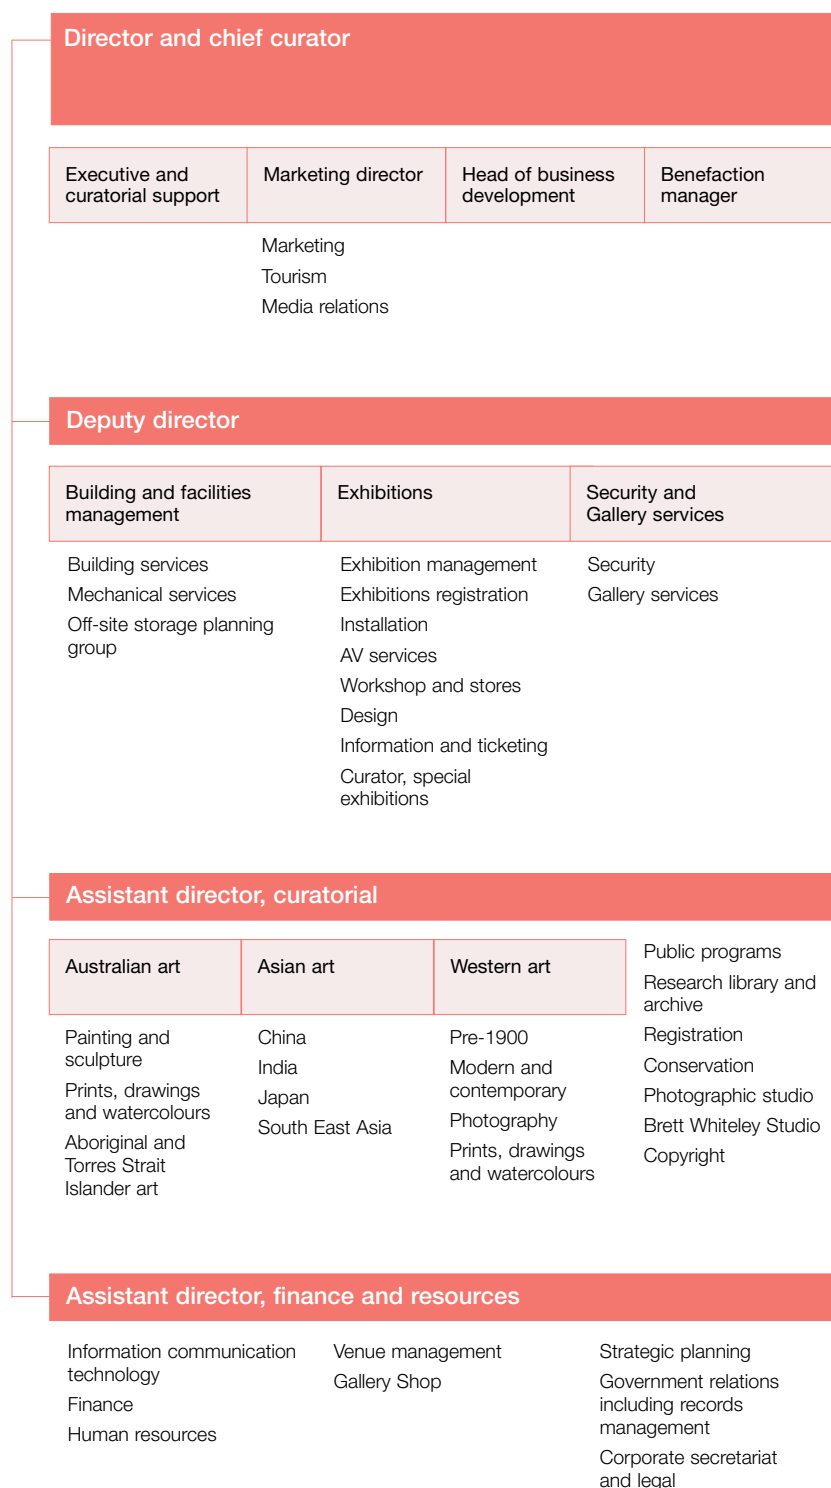 Director and chief curator
Executive and
curatorial support
Marketing director
Marketing
Tourism
Media relations
Head of business
development
Benefaction
manager
Deputy director
Building and facilities
management
Building services
Mechanical services
Off-site storage planning
group
Exhibitions
Exhibition management
Exhibitions registration
Installation
AV services
Workshop and stores
Design
Information and ticketing
Curator, special
exhibitions
Security and
Gallery services
Security
Gallery services
Assistant director, curatorial
Australian art
Painting and
sculpture
Prints, drawings
and watercolours
Aboriginal and
Torres Strait
Islander art
Asian art
China
India
Japan
South East Asia
Western art
Pre-1900
Modern and
contemporary
Photography
Prints, drawings
and watercolours
Public programs
Research library and
archive
Registration
Conservation
Photographic studio
Brett Whiteley Studio
Copyright
Assistant director, finance and resources
Information communication
technology
Finance
Human resources
Venue management
Gallery Shop
Strategic planning
Government relations
including records
management
Corporate secretariat
and legal